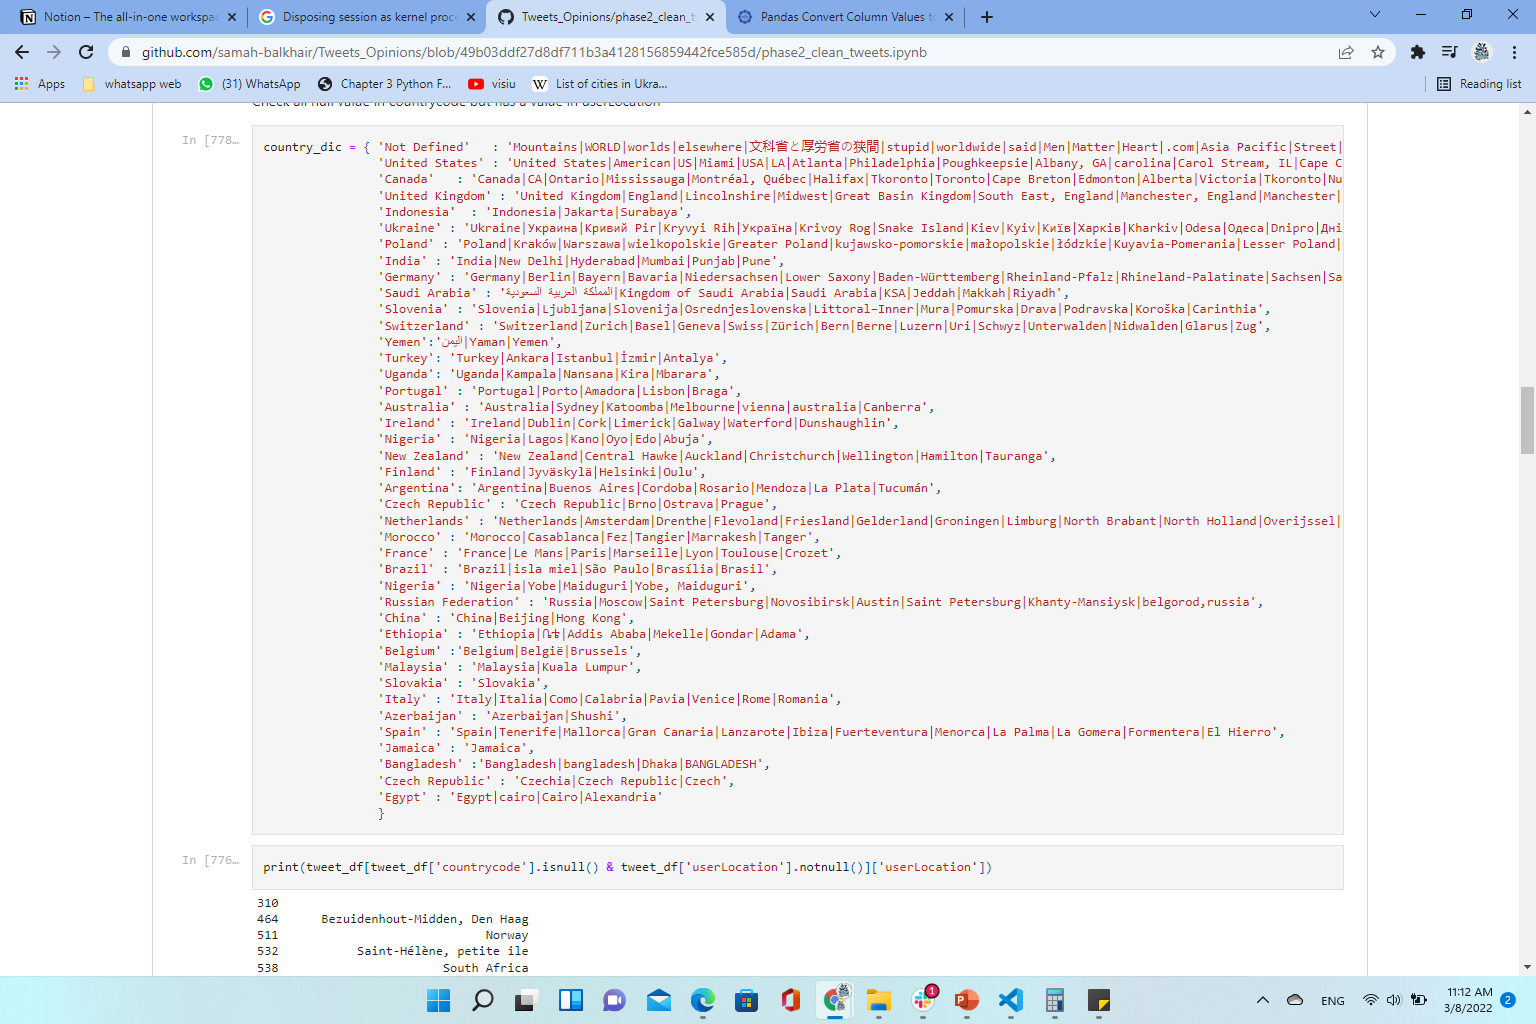 Notion – The all-in-one workspac
Disposing session as kernel proce
Tweets_Opinions/phase2_clean_t
Pandas Convert Column Values t
github.com/samah-balkhair/Tweets_Opinions/blob/49b03ddf27d8df711b3a4128156859442fce585d/phase2_clean_tweets.ipynb
Apps
whatsapp web
(31) WhatsApp
Chapter 3 Python F...
visiu
List of cities in Ukra...
Reading list
Check all null value in countrycode but has a value in userLocation
In [778...
country_dic = { 'Not Defined' : 'Mountains|WORLD|worlds|elsewhere|文科省と厚労省の狭間|stupid|worldwide|said|Men|Matter|Heart|.com|Asia Pacific|Street|
'United States' : 'United States|American|US|Miami|USA|LA|Atlanta|Philadelphia|Poughkeepsie|Albany, GA|carolina|Carol Stream, IL|Cape C
'Canada' : 'Canada|CA|Ontario|Mississauga|Montréal, Québec|Halifax|Tkoronto|Toronto|Cape Breton|Edmonton|Alberta|Victoria|Tkoronto|Nu
'United Kingdom' : 'United Kingdom|England|Lincolnshire|Midwest|Great Basin Kingdom|South East, England|Manchester, England|Manchester|
'Indonesia' : 'Indonesia|Jakarta|Surabaya',
'Ukraine' : 'Ukraine|Украина|Кривий Ріг|Kryvyi Rih|Україна|Krivoy Rog|Snake Island|Kiev|Kyiv|Київ|Харків|Kharkiv|Odesa|Одеса|Dnipro|Дні
'Poland' : 'Poland|Kraków|Warszawa|wielkopolskie|Greater Poland|kujawsko-pomorskie|małopolskie|łódzkie|Kuyavia-Pomerania|Lesser Poland|
'India' : 'India|New Delhi|Hyderabad|Mumbai|Punjab|Pune',
'Germany' : 'Germany|Berlin|Bayern|Bavaria|Niedersachsen|Lower Saxony|Baden-Württemberg|Rheinland-Pfalz|Rhineland-Palatinate|Sachsen|Sa
'Saudi Arabia' : 'المملكة العربية السعودية|Kingdom of Saudi Arabia|Saudi Arabia|KSA|Jeddah|Makkah|Riyadh',
'Slovenia' : 'Slovenia|Ljubljana|Slovenija|Osrednjeslovenska|Littoral–Inner|Mura|Pomurska|Drava|Podravska|Koroška|Carinthia',
'Switzerland' : 'Switzerland|Zurich|Basel|Geneva|Swiss|Zürich|Bern|Berne|Luzern|Uri|Schwyz|Unterwalden|Nidwalden|Glarus|Zug',
'Yemen':'اليمن|Yaman|Yemen',
'Turkey': 'Turkey|Ankara|Istanbul|İzmir|Antalya',
'Uganda': 'Uganda|Kampala|Nansana|Kira|Mbarara',
'Portugal' : 'Portugal|Porto|Amadora|Lisbon|Braga',
'Australia' : 'Australia|Sydney|Katoomba|Melbourne|vienna|australia|Canberra',
'Ireland' : 'Ireland|Dublin|Cork|Limerick|Galway|Waterford|Dunshaughlin',
'Nigeria' : 'Nigeria|Lagos|Kano|Oyo|Edo|Abuja',
'New Zealand' : 'New Zealand|Central Hawke|Auckland|Christchurch|Wellington|Hamilton|Tauranga',
'Finland' : 'Finland|Jyväskylä|Helsinki|Oulu',
'Argentina': 'Argentina|Buenos Aires|Cordoba|Rosario|Mendoza|La Plata|Tucumán',
'Czech Republic' : 'Czech Republic|Brno|Ostrava|Prague',
'Netherlands' : 'Netherlands|Amsterdam|Drenthe|Flevoland|Friesland|Gelderland|Groningen|Limburg|North Brabant|North Holland|Overijssel|
'Morocco' : 'Morocco|Casablanca|Fez|Tangier|Marrakesh|Tanger',
'France' : 'France|Le Mans|Paris|Marseille|Lyon|Toulouse|Crozet',
'Brazil' : 'Brazil|isla miel|São Paulo|Brasília|Brasil',
'Nigeria' : 'Nigeria|Yobe|Maiduguri|Yobe, Maiduguri',
'Russian Federation' : 'Russia|Moscow|Saint Petersburg|Novosibirsk|Austin|Saint Petersburg|Khanty-Mansiysk|belgorod,russia',
'China' : 'China|Beijing|Hong Kong',
'Ethiopia' : 'Ethiopia|ቤቴ|Addis Ababa|Mekelle|Gondar|Adama',
'Belgium' :'Belgium|België|Brussels',
'Malaysia' : 'Malaysia|Kuala Lumpur',
'Slovakia' : 'Slovakia',
'Italy' : 'Italy|Italia|Como|Calabria|Pavia|Venice|Rome|Romania',
'Azerbaijan' : 'Azerbaijan|Shushi',
'Spain' : 'Spain|Tenerife|Mallorca|Gran Canaria|Lanzarote|Ibiza|Fuerteventura|Menorca|La Palma|La Gomera|Formentera|El Hierro',
'Jamaica' : 'Jamaica',
'Bangladesh' :'Bangladesh|bangladesh|Dhaka|BANGLADESH',
'Czech Republic' : 'Czechia|Czech Republic|Czech',
'Egypt' : 'Egypt|cairo|Cairo|Alexandria'
}
In [776...
print(tweet_df[tweet_df['countrycode'].isnull() & tweet_df['userLocation'].notnull()]['userLocation'])
310
464 Bezuidenhout-Midden, Den Haag
511 Norway
532 Saint-Hélène, petite ile
538 South Africa
1
ENG
11:12 AM
3/8/2022
2